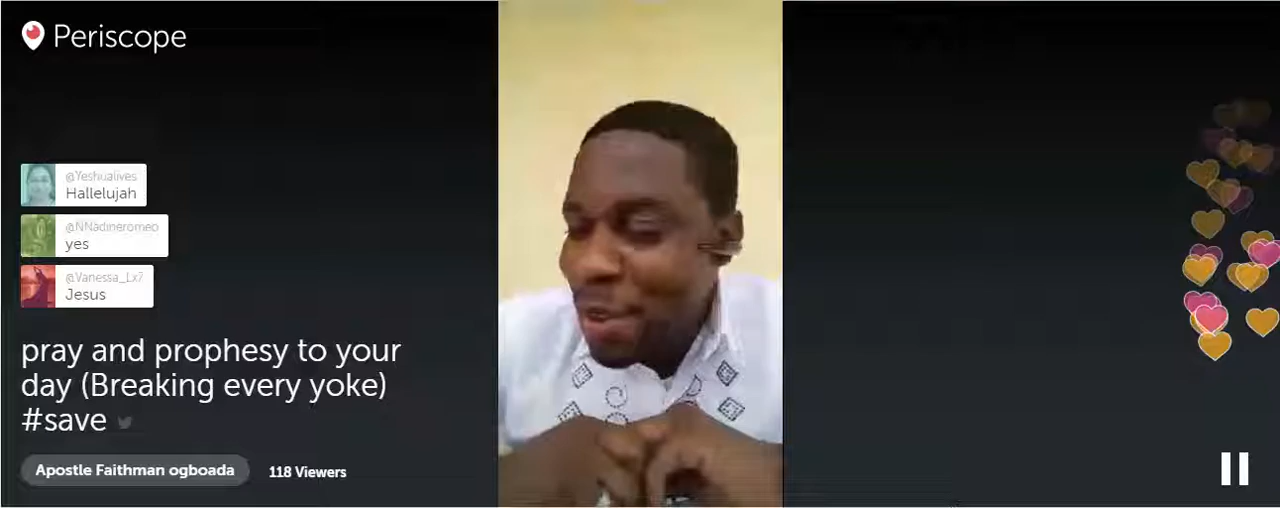 Periscope
@Yeshualives
Hallelujah
@NNadineromeo
yes
@Vanessa_Lx7
Jesus
pray and prophesy to your
day (Breaking every yoke)
#save
Apostle Faithman ogboada
118 Viewers